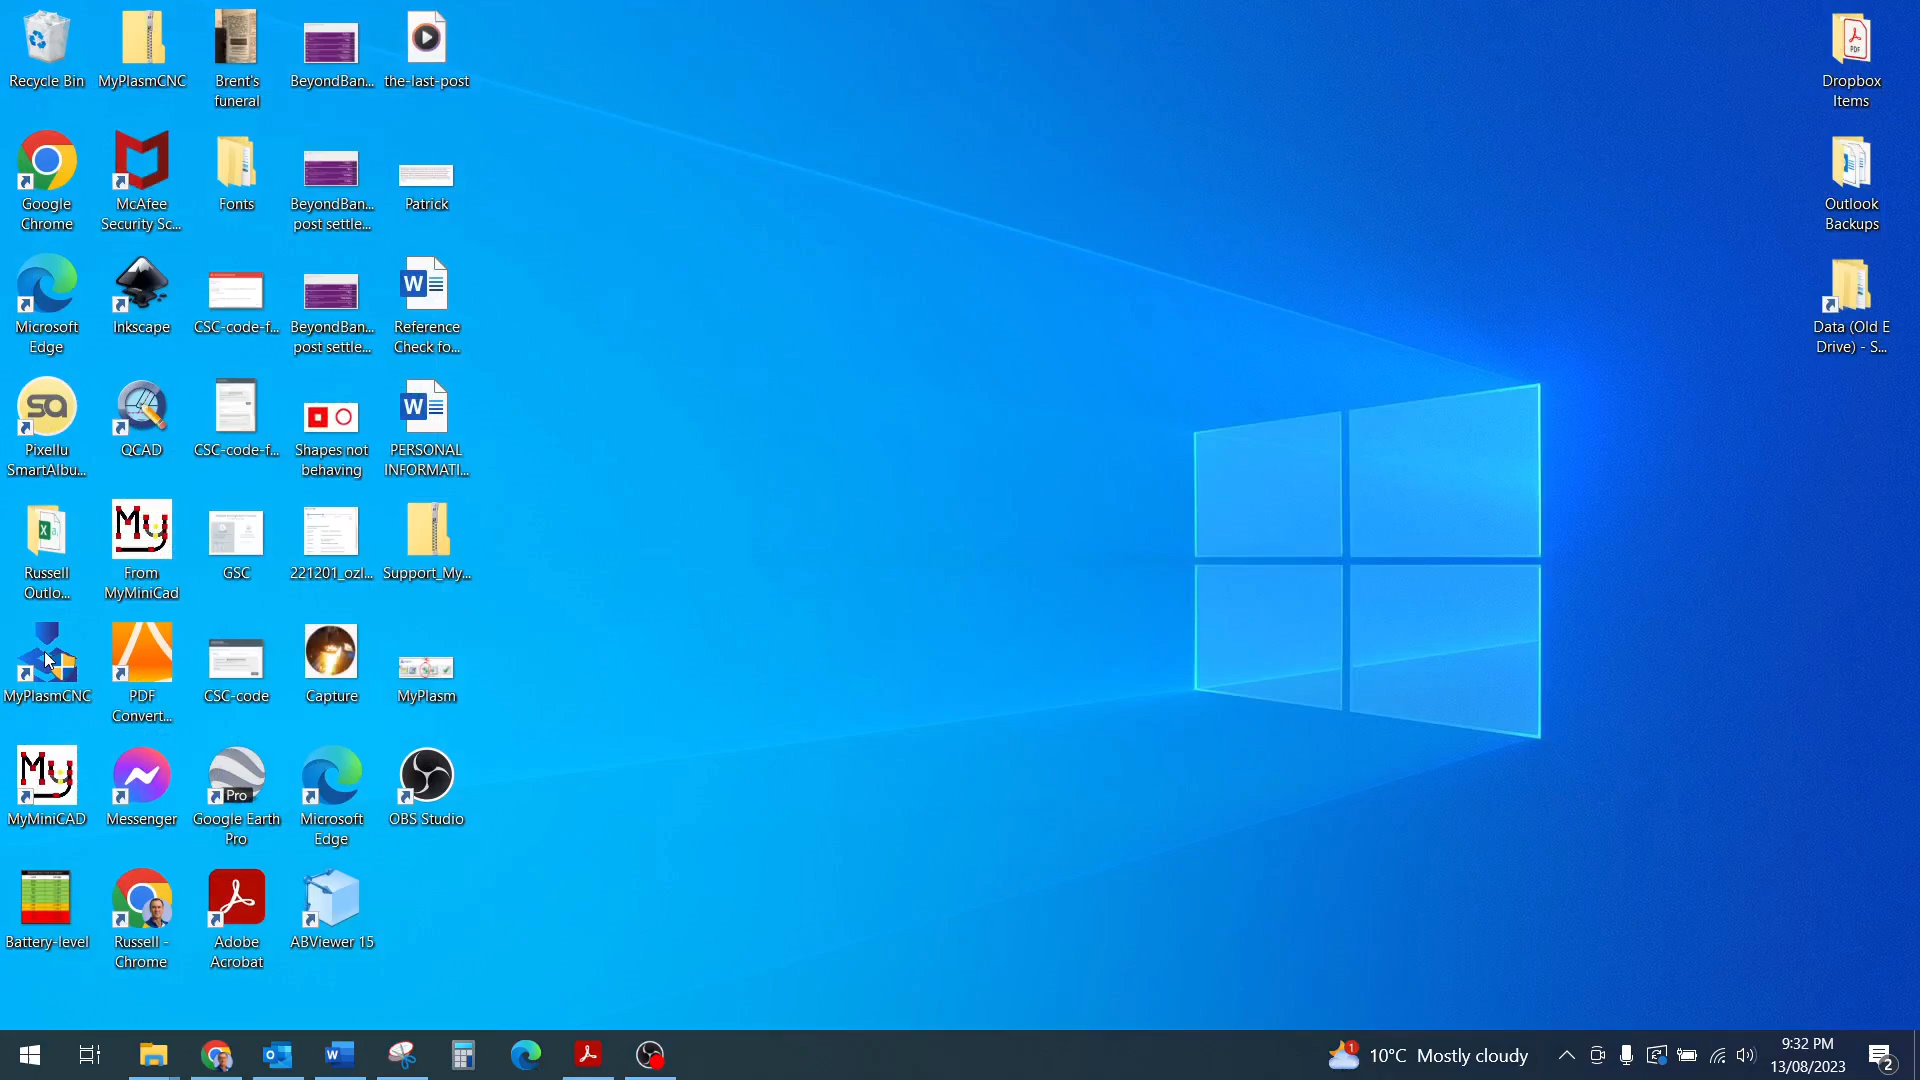 Recycle Bin
MyPlasmCNC
Brent's
funeral
BeyondBan...
the-last-post
Dropbox
Items
Google
Chrome
McAfee
Security Sc...
Fonts
BeyondBan...
post settle...
Patrick
Outlook
Backups
Microsoft
Edge
Inkscape
CSC-code-f...
BeyondBan...
post settle...
Reference
Check fo...
Data (Old E
Drive) - S...
Pixellu
SmartAlbu...
QCAD
CSC-code-f...
Shapes not
behaving
PERSONAL
INFORMATI...
Russell
Outlo...
From
MyMiniCad
GSC
221201_ozl...
Support_My...
MyPlasmCNC
PDF
Convert...
CSC-code
Capture
MyPlasm
MyMiniCAD
Messenger
Pro
Google Earth
Pro
Microsoft
Edge
OBS Studio
Battery-level
Russell -
Chrome
Adobe
Acrobat
ABViewer 15
10°C Mostly cloudy
9:32 PM
13/08/2023
2